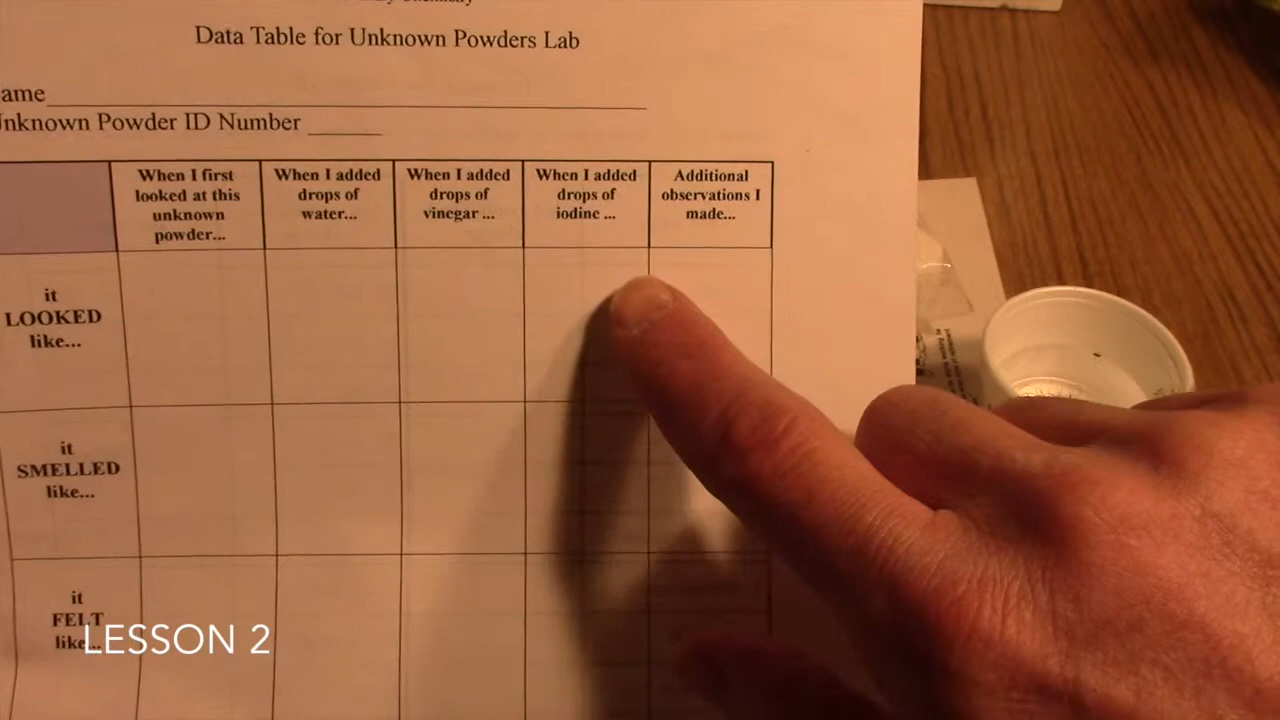 Chemistry
Data Table for Unknown Powders Lab
ame
Unknown Powder ID Number
When I first
looked at this
unknown
powder...
When I added
drops of
water...
When I added
drops of
vinegar ...
When I added
drops of
iodine ...
Additional
observations I
made...
it
LOOKED
like...
it
SMELLED
like...
it
FELT
like...
LESSON 2